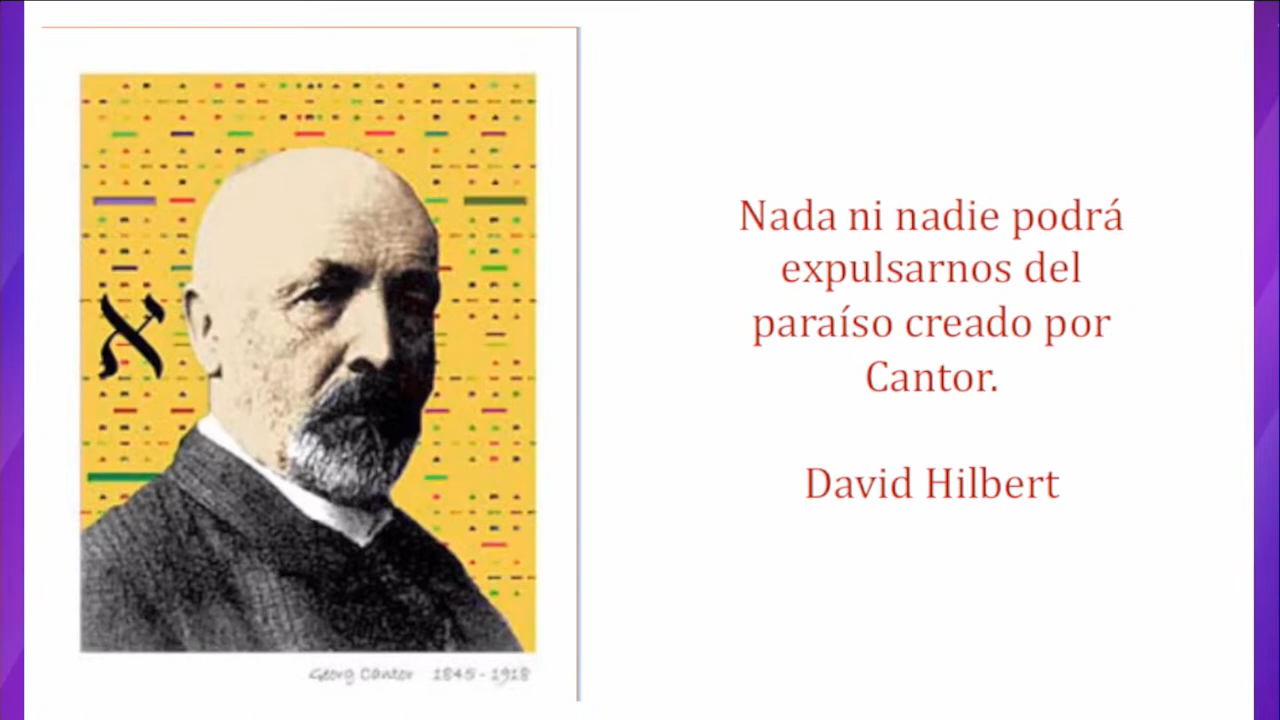 א
Georg Cantor 1845-1918
Nada ni nadie podrá
expulsarnos del
paraíso creado por
Cantor.
David Hilbert